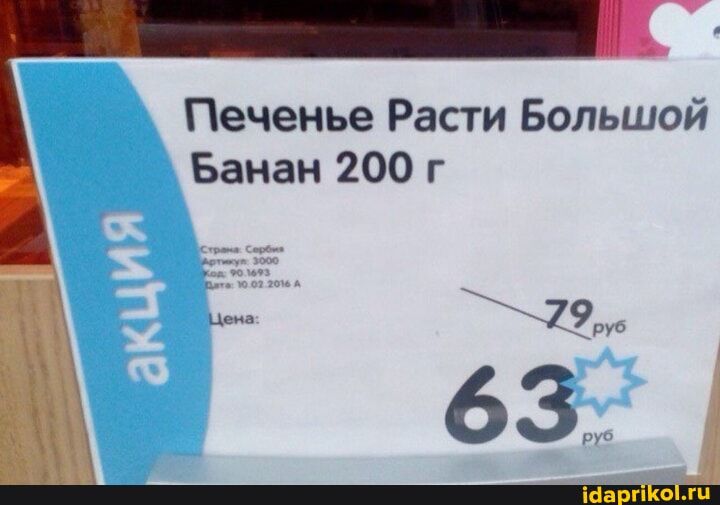 Печенье Расти Большой
Банан 200 г
акция
Страна: Сербия
Артикул: 3000
Код: 90.1693
Дата: 10.02.2016 А
Цена:
79 руб
63 руб
idaprikol.ru